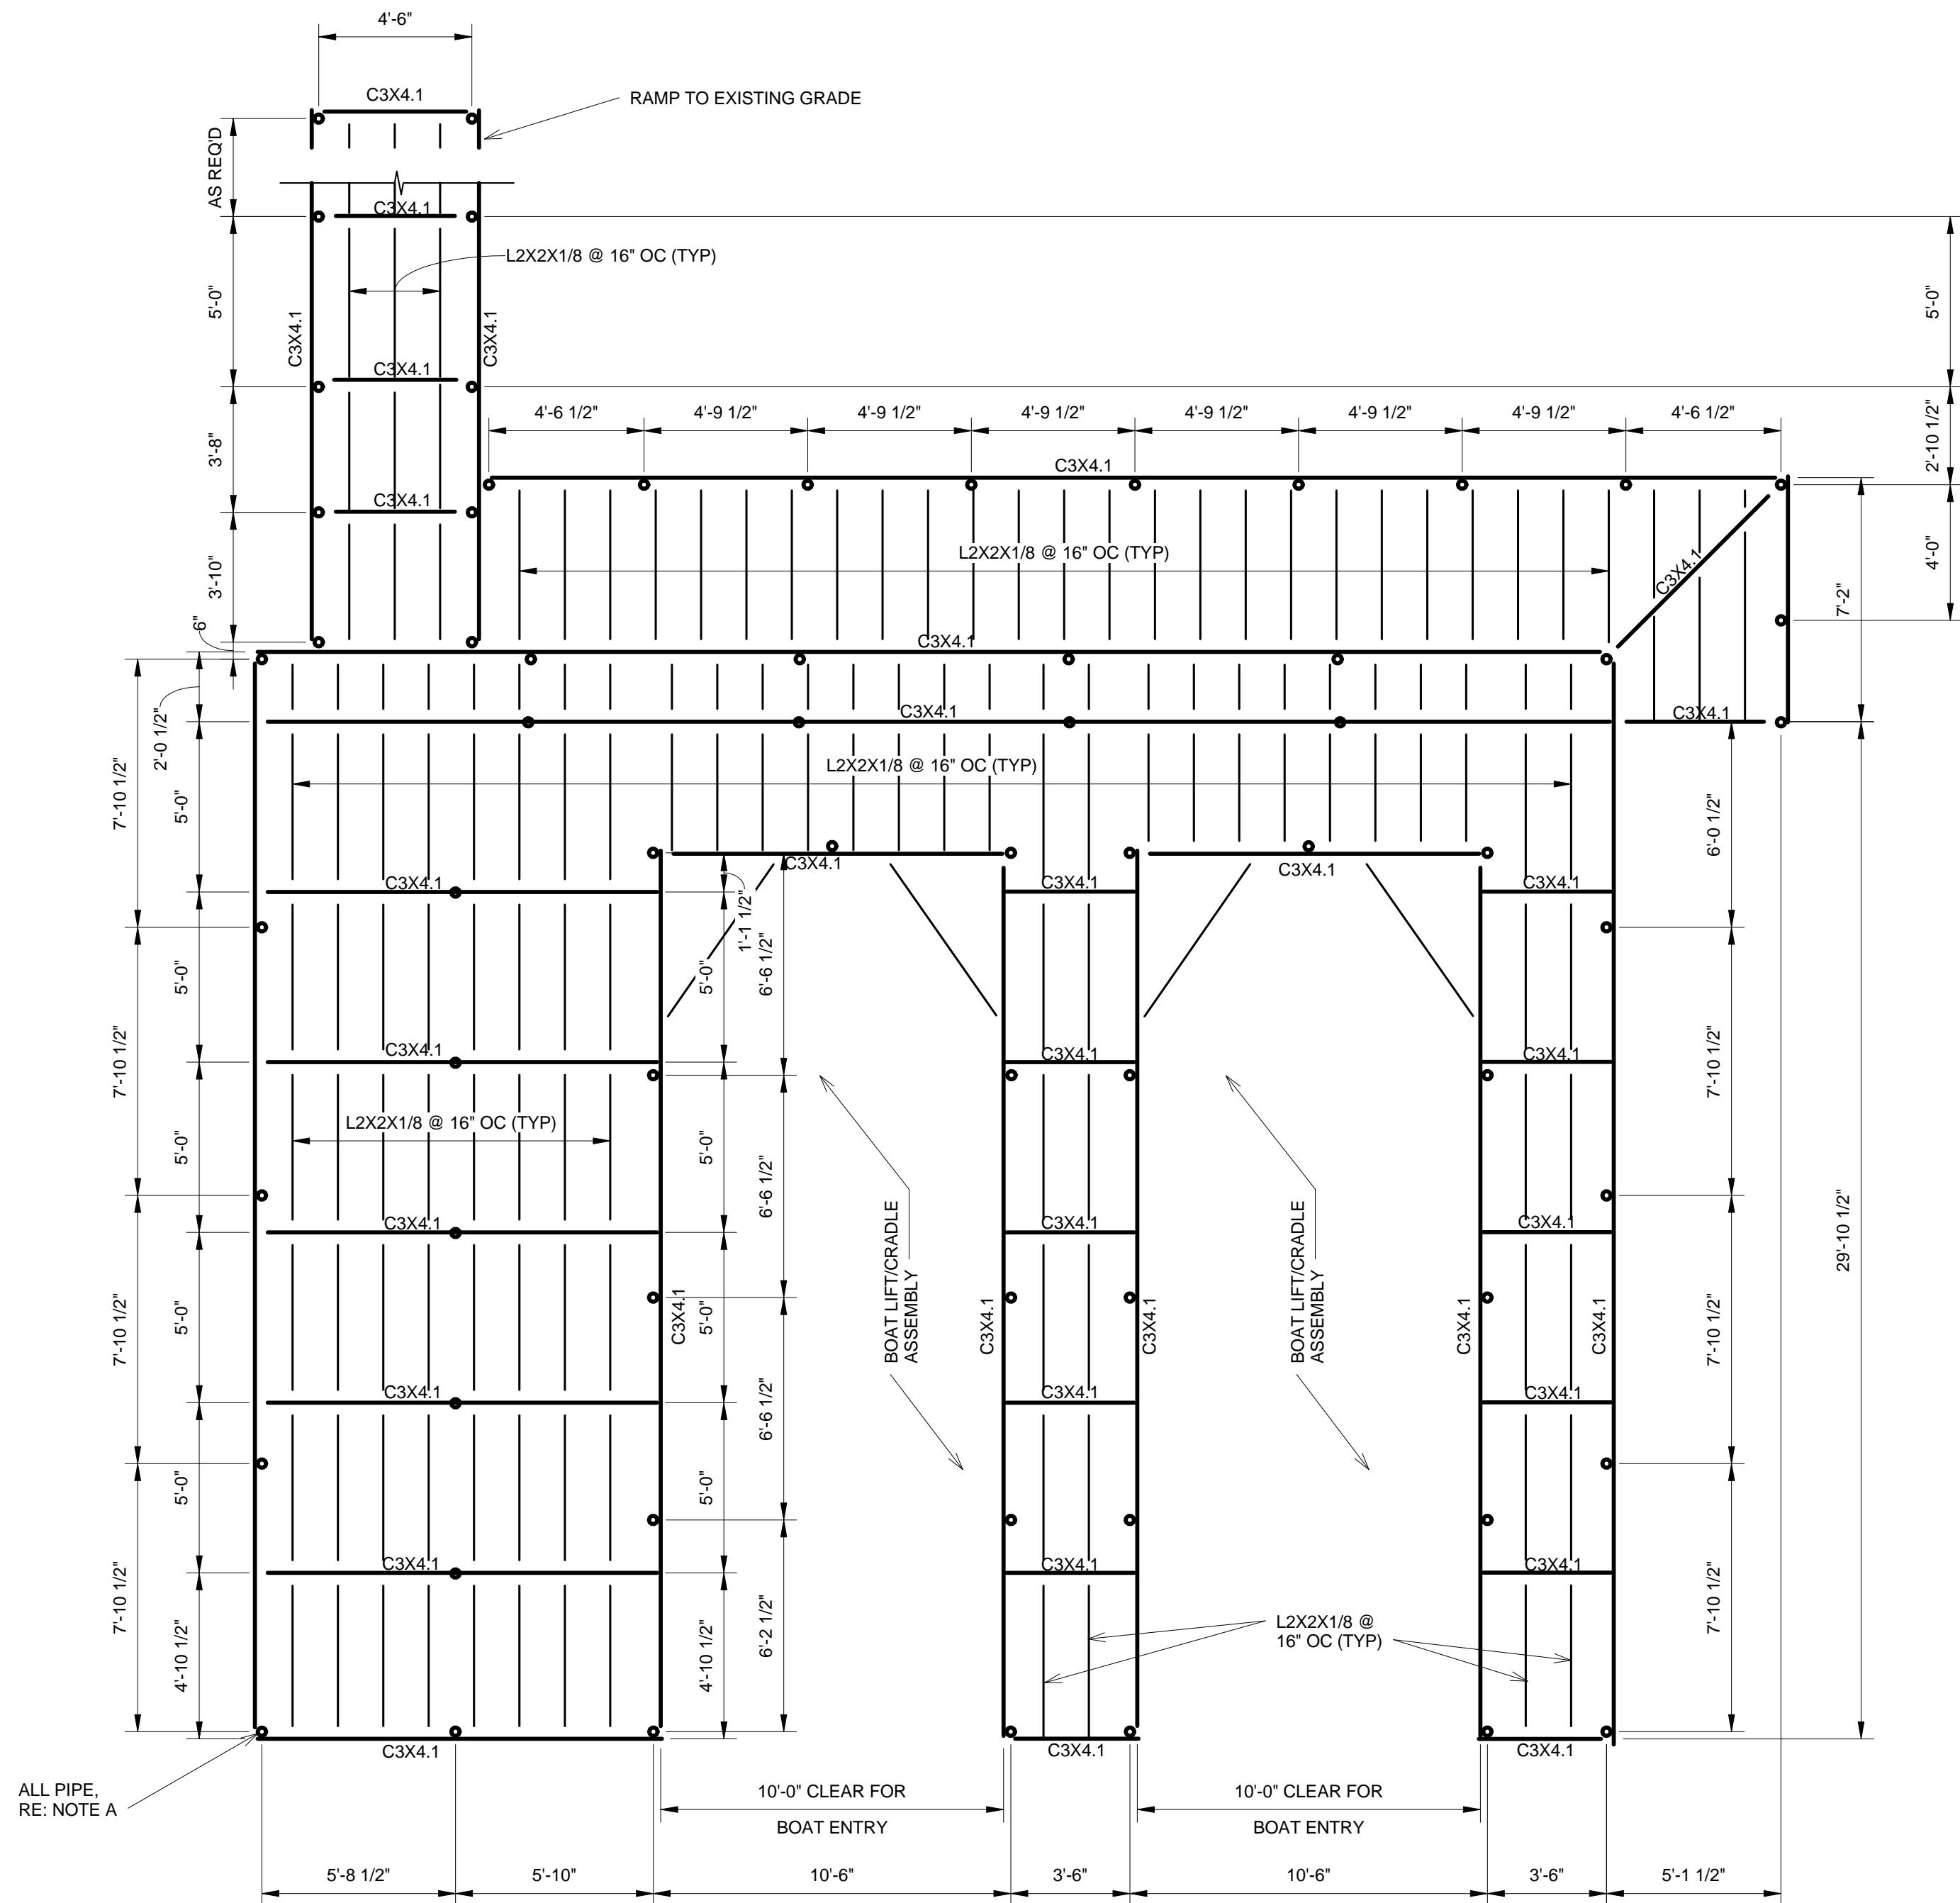 4'-6"
C3X4.1
RAMP TO EXISTING GRADE
AS REQ'D
C3X4.1
L2X2X1/8 @ 16" OC (TYP)
5'-0"
5'-0"
C3X4.1
C3X4.1
C3X4.1
4'-6 1/2"
4'-9 1/2"
4'-9 1/2"
4'-9 1/2"
4'-9 1/2"
4'-9 1/2"
4'-9 1/2"
4'-6 1/2"
2'-10 1/2"
3'-8"
C3X4.1
C3X4.1
L2X2X1/8 @ 16" OC (TYP)
C3X4.1
4'-0"
7'-2"
3'-10"
6"
C3X4.1
2'-0 1/2"
C3X4.1
C3X4.1
L2X2X1/8 @ 16" OC (TYP)
7'-10 1/2"
5'-0"
6'-0 1/2"
C3X4.1
C3X4.1
C3X4.1
C3X4.1
C3X4.1
1'-1 1/2"
5'-0"
5'-0"
6'-6 1/2"
C3X4.1
C3X4.1
C3X4.1
7'-10 1/2"
7'-10 1/2"
L2X2X1/8 @ 16" OC (TYP)
5'-0"
5'-0"
6'-6 1/2"
C3X4.1
C3X4.1
C3X4.1
BOAT LIFT/CRADLE
ASSEMBLY
BOAT LIFT/CRADLE
ASSEMBLY
29'-10 1/2"
7'-10 1/2"
5'-0"
C3X4.1
5'-0"
C3X4.1
C3X4.1
C3X4.1
C3X4.1
7'-10 1/2"
6'-6 1/2"
C3X4.1
C3X4.1
C3X4.1
5'-0"
5'-0"
C3X4.1
C3X4.1
C3X4.1
7'-10 1/2"
4'-10 1/2"
4'-10 1/2"
6'-2 1/2"
L2X2X1/8 @
16" OC (TYP)
7'-10 1/2"
C3X4.1
C3X4.1
C3X4.1
ALL PIPE,
RE: NOTE A
10'-0" CLEAR FOR
BOAT ENTRY
10'-0" CLEAR FOR
BOAT ENTRY
5'-8 1/2"
5'-10"
10'-6"
3'-6"
10'-6"
3'-6"
5'-1 1/2"